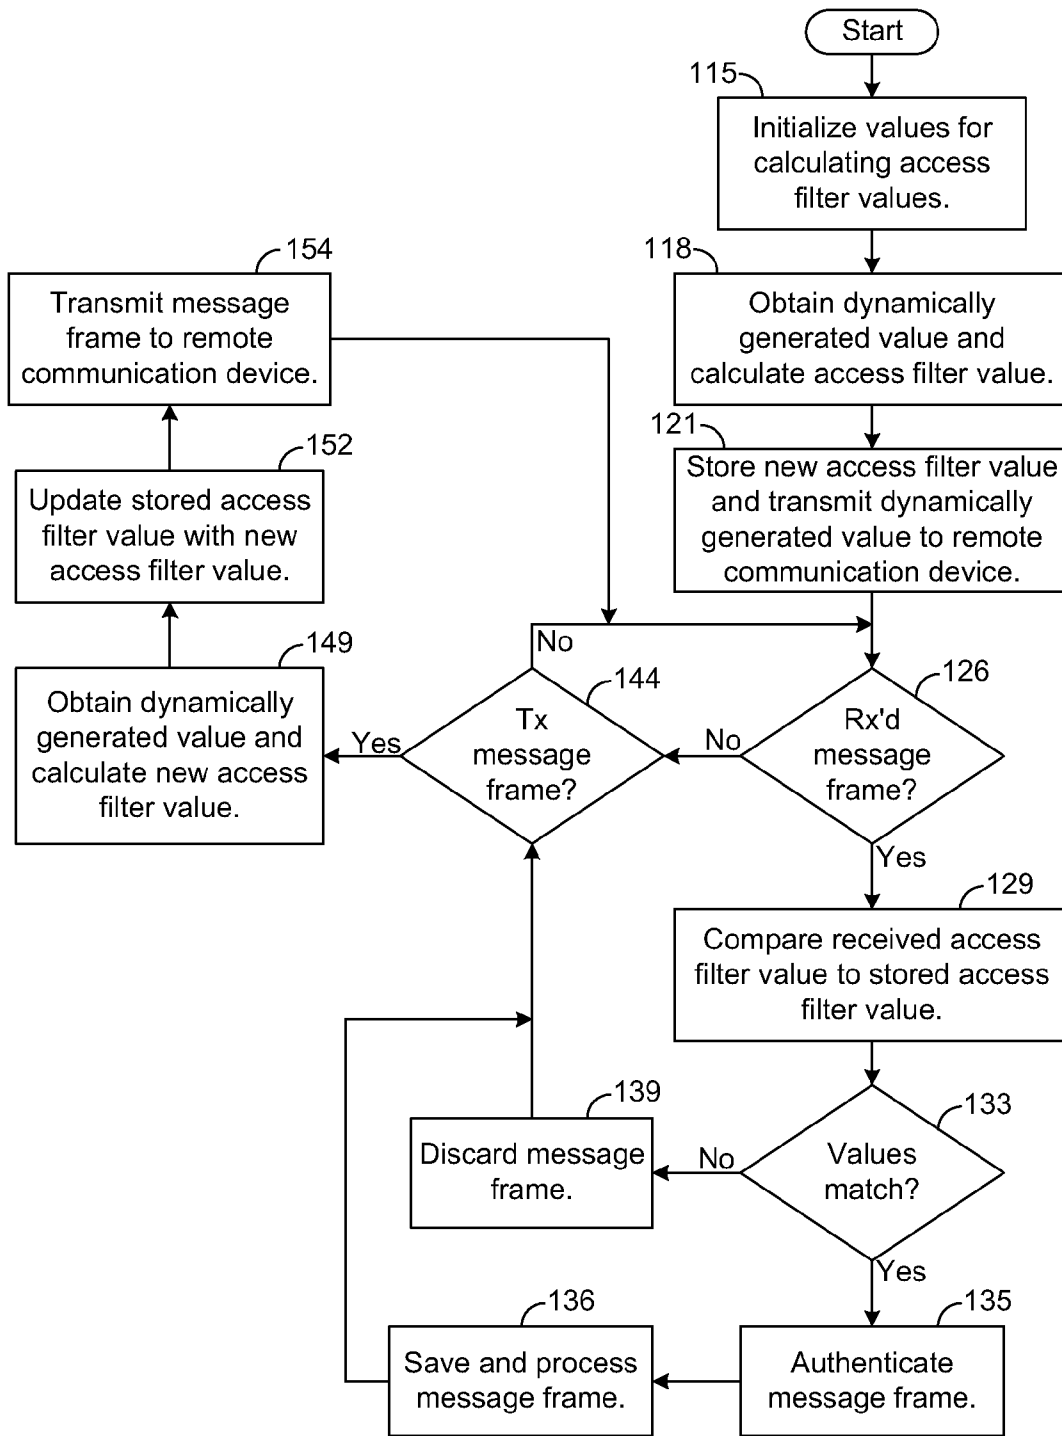 Start
115
Initialize values for
calculating access
filter values.
118
Obtain dynamically
generated value and
calculate access filter value.
121
Store new access filter value
and transmit dynamically
generated value to remote
communication device.
154
Transmit message
frame to remote
communication device.
152
Update stored access
filter value with new
access filter value.
149
Obtain dynamically
generated value and
calculate new access
filter value.
Yes
No
144
Tx
message
frame?
No
126
Rx'd
message
frame?
Yes
129
Compare received access
filter value to stored access
filter value.
133
Values
match?
No
139
Discard message
frame.
Yes
135
Authenticate
message frame.
136
Save and process
message frame.